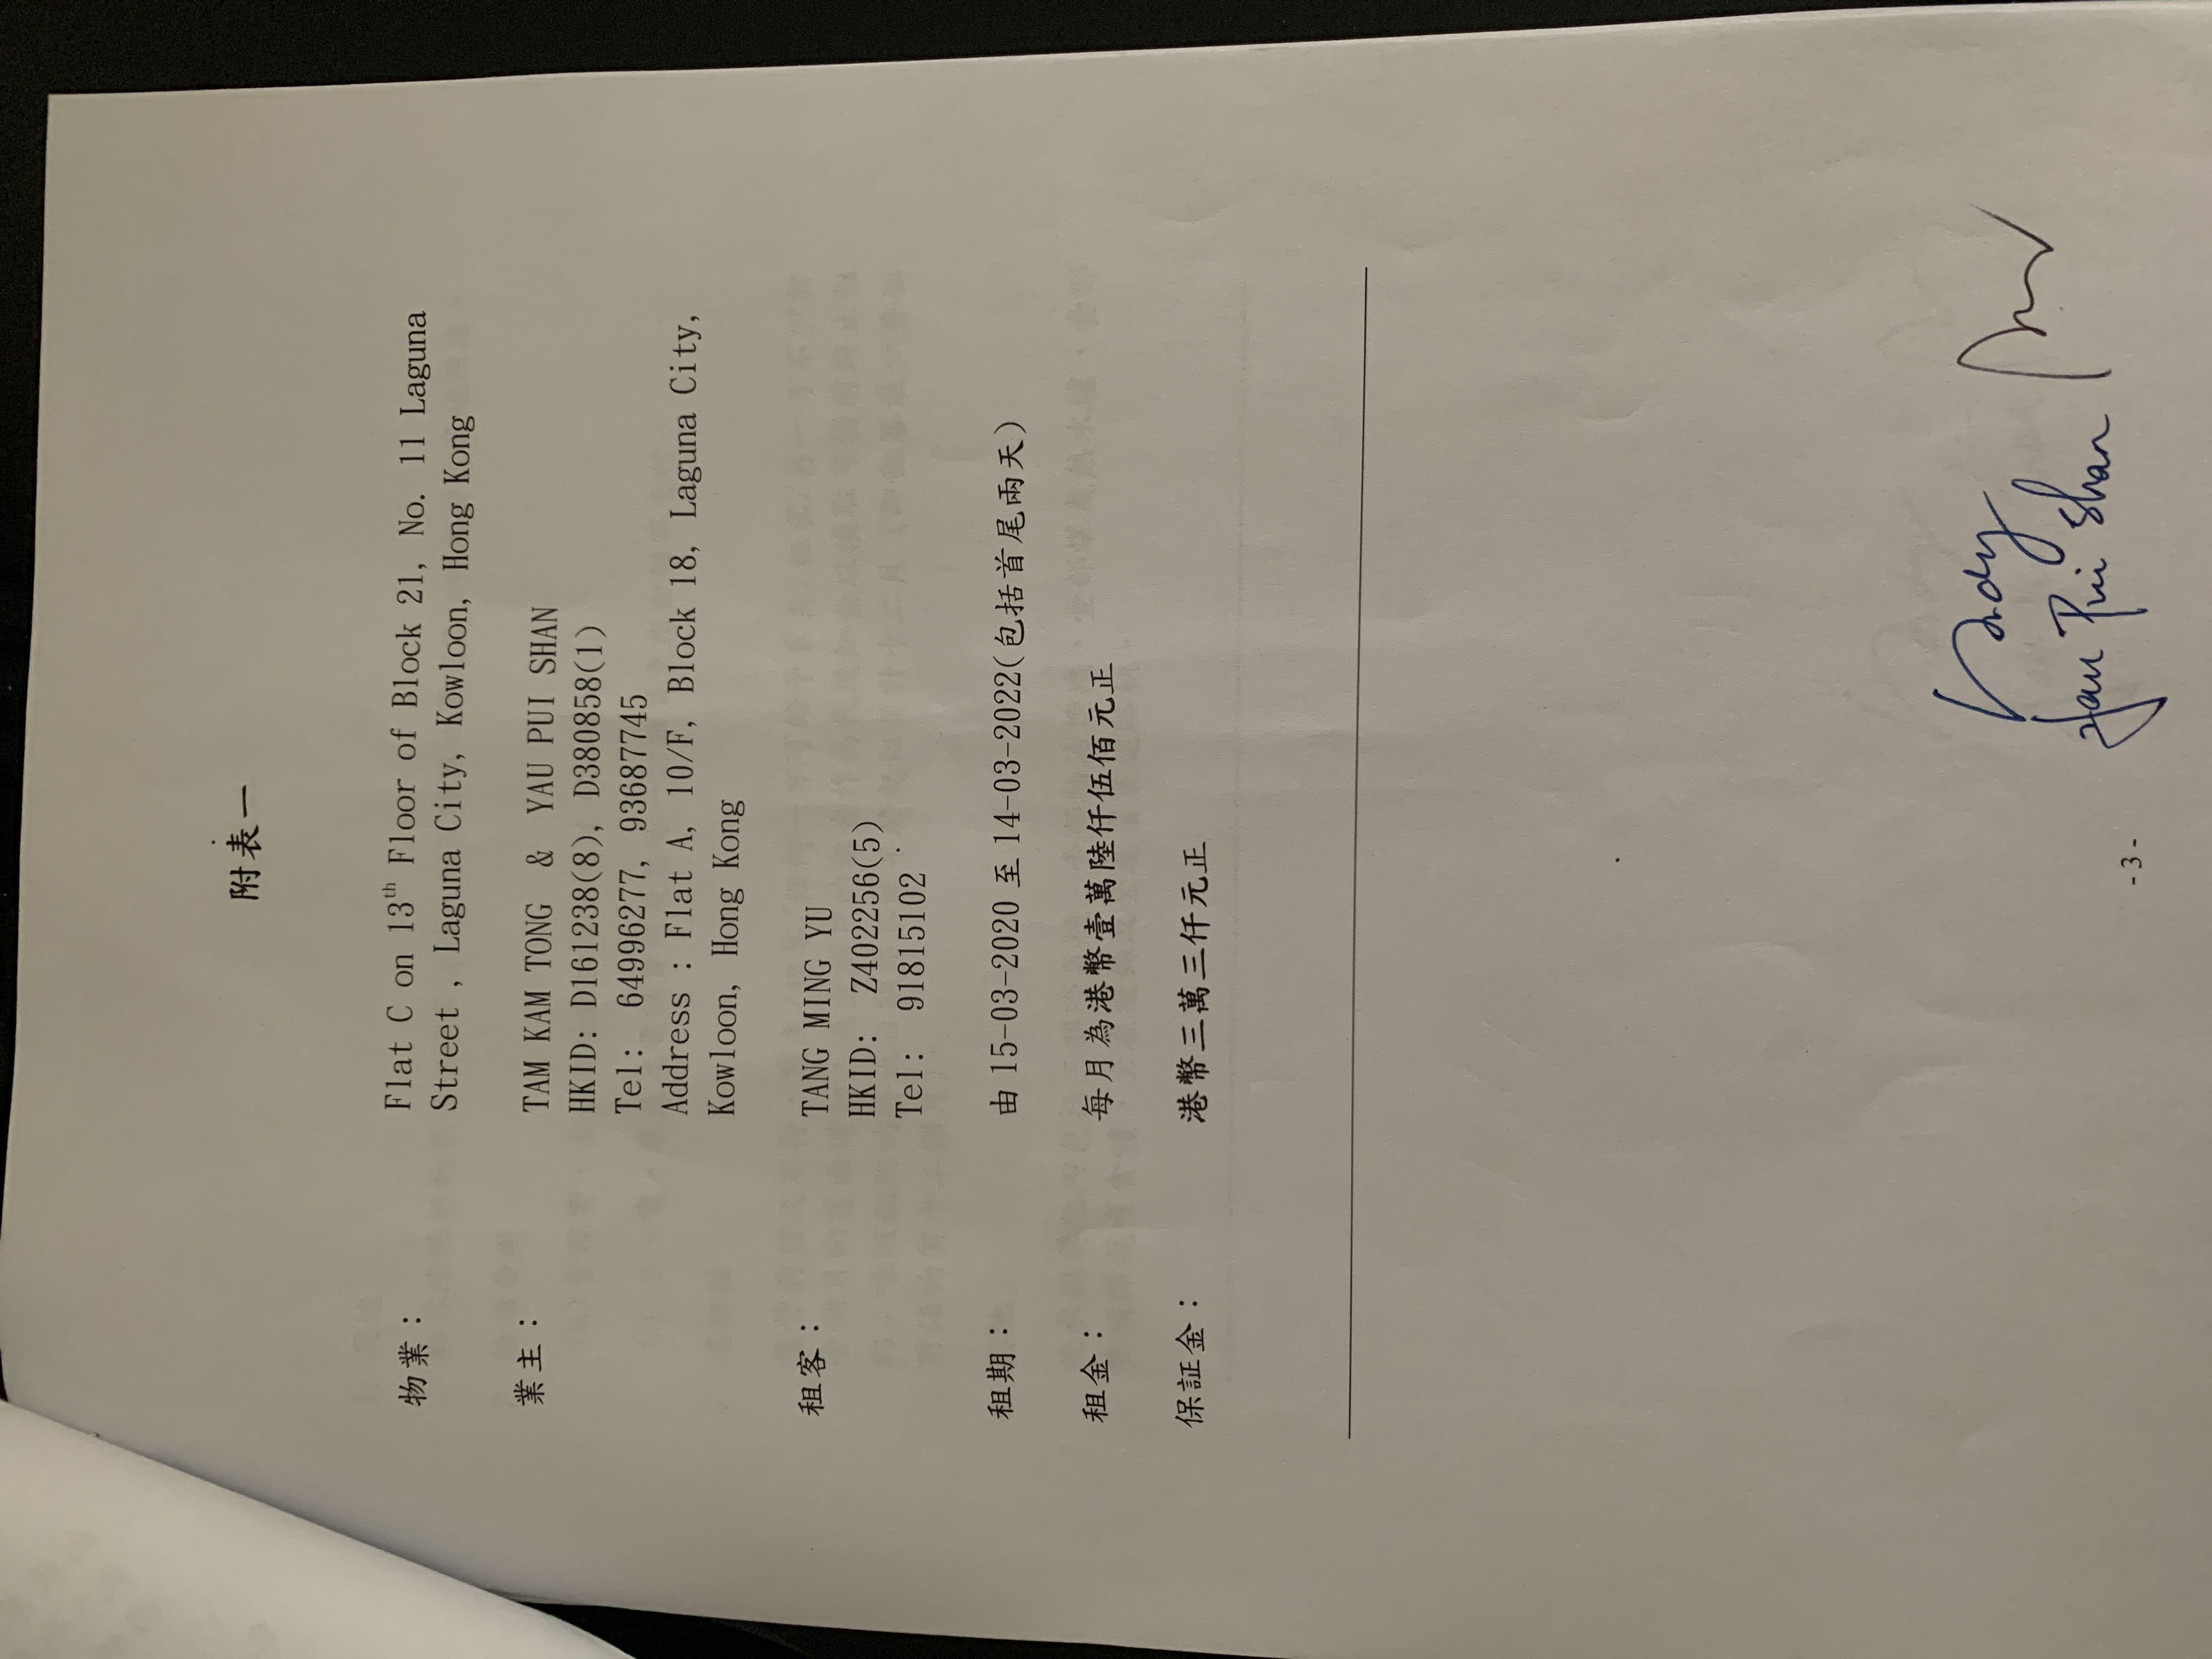 附表一
物業： Flat C on 13th Floor of Block 21, No. 11 Laguna
Street , Laguna City, Kowloon, Hong Kong
業主： TAM KAM TONG & YAU PUI SHAN
HKID: D161238(8), D380858(1)
Tel: 64996277, 93687745
Address : Flat A, 10/F, Block 18, Laguna City,
Kowloon, Hong Kong
租客： TANG MING YU
HKID: Z402256(5)
Tel: 91815102
租期： 由 15-03-2020 至 14-03-2022(包括首尾兩天)
租金： 每月為港幣壹萬陸仟伍佰元正
保証金： 港幣三萬三仟元正
Yau Pui Shan
-3-